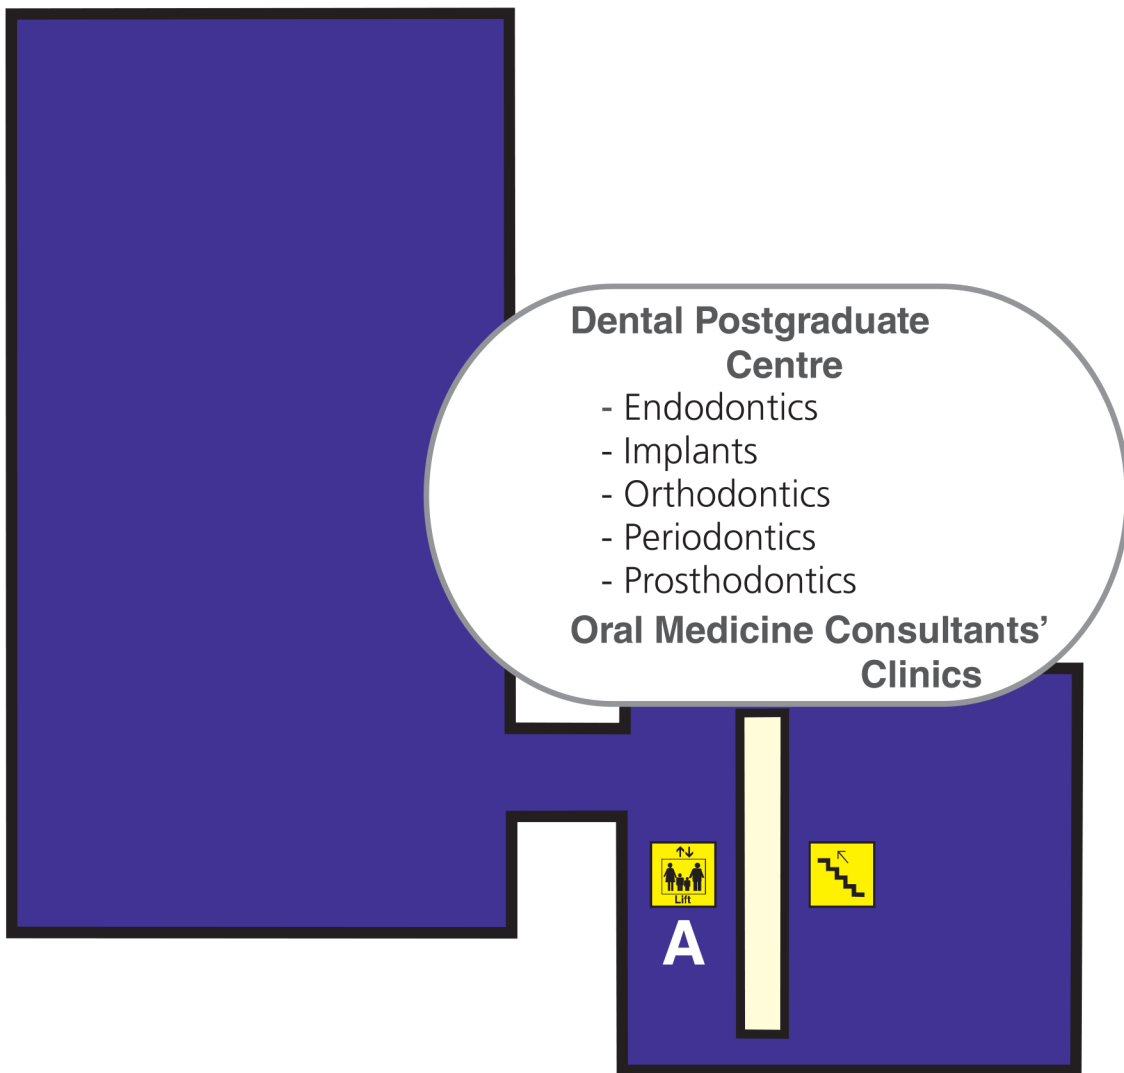 Dental Postgraduate
Centre
- Endodontics
- Implants
- Orthodontics
- Periodontics
- Prosthodontics
Oral Medicine Consultants’
Clinics
Lift
A